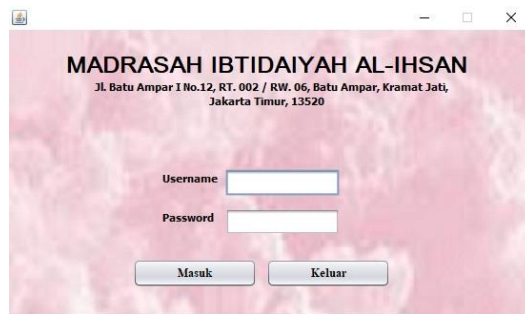 MADRASAH IBTIDAIYAH AL-IHSAN
Jl. Batu Ampar I No.12, RT. 002 / RW. 06, Batu Ampar, Kramat Jati,
Jakarta Timur, 13520
Username
Password
Masuk Keluar